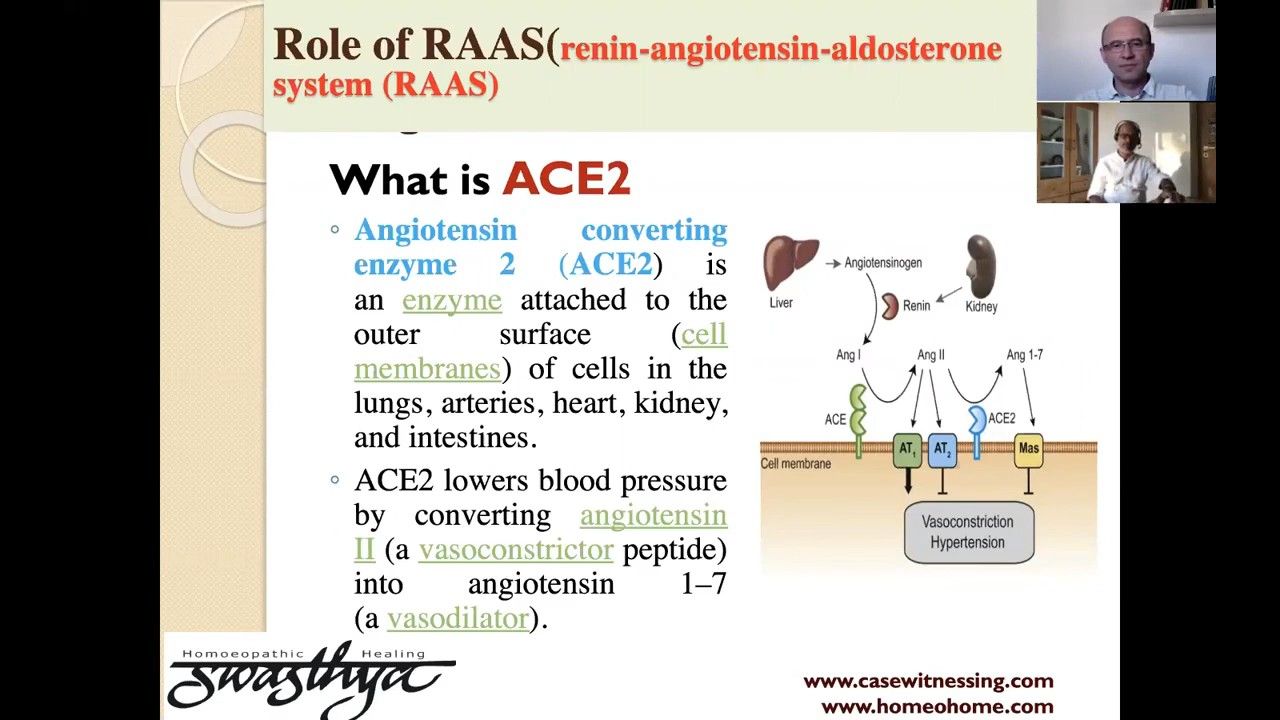 Role of RAAS(renin-angiotensin-aldosterone
system (RAAS)
What is ACE2
Angiotensin converting
enzyme 2 (ACE2) is
an enzyme attached to the
outer surface (cell
membranes) of cells in the
lungs, arteries, heart, kidney,
and intestines.
ACE2 lowers blood pressure
by converting angiotensin
II (a vasoconstrictor peptide)
into angiotensin 1–7
(a vasodilator).
Liver
Angiotensinogen
Renin
Kidney
Ang I
Ang II
Ang 1-7
ACE
ACE2
AT1
AT2
Mas
Cell membrane
Vasoconstriction
Hypertension
Homoeopathic Healing
swasthya
www.casewitnessing.com
www.homeohome.com